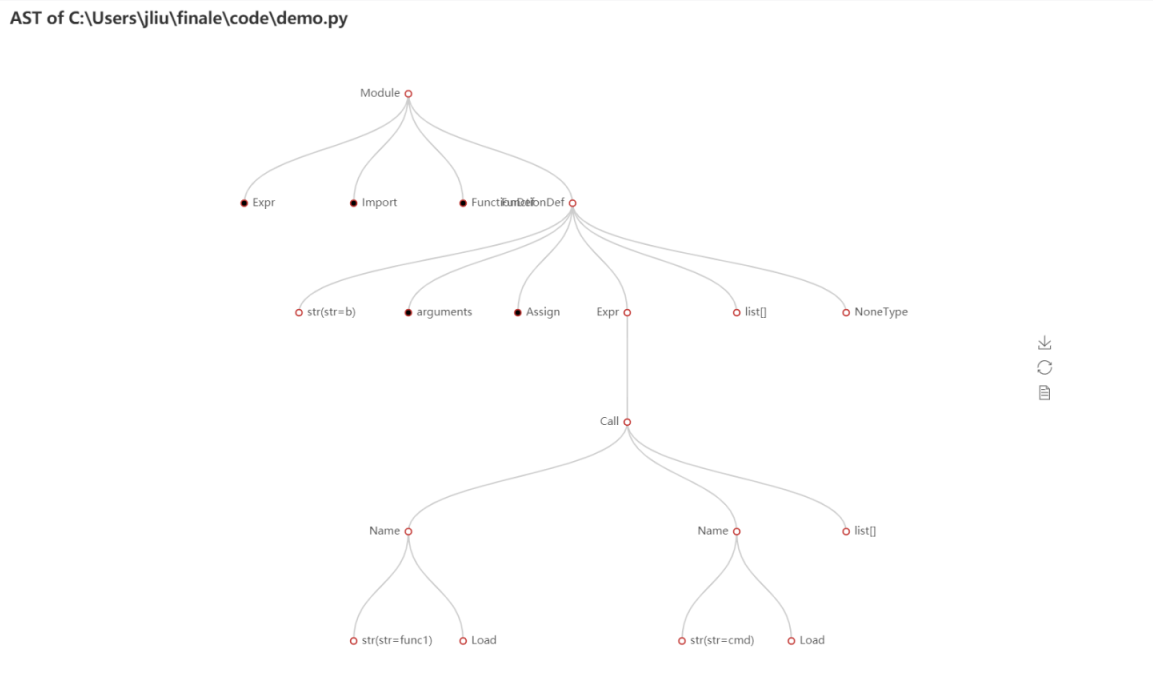 AST of C:\Users\jliu\finale\code\demo.py
Module
Expr
Import
FunctionDef
FunctionDef
str(str=b)
arguments
Assign
Expr
list[]
NoneType
Call
Name
Name
list[]
str(str=func1)
Load
str(str=cmd)
Load